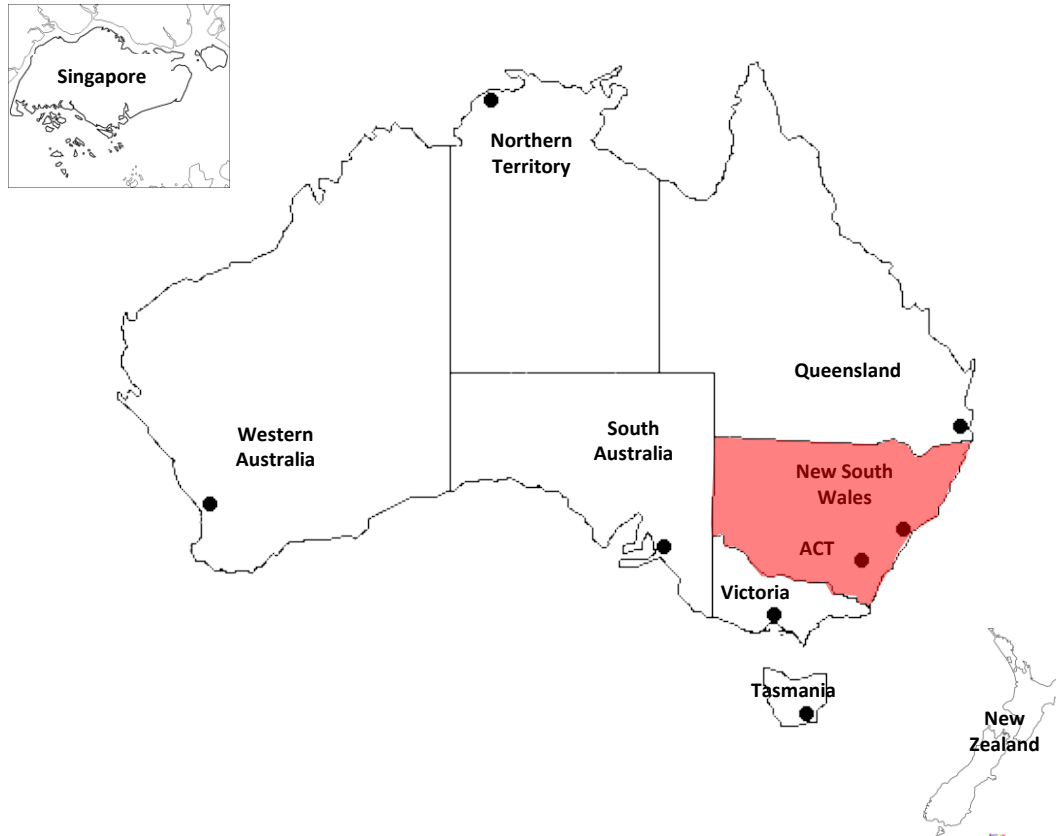 Singapore
Northern
Territory
Queensland
Western
Australia
South
Australia
New South
Wales
ACT
Victoria
Tasmania
New
Zealand